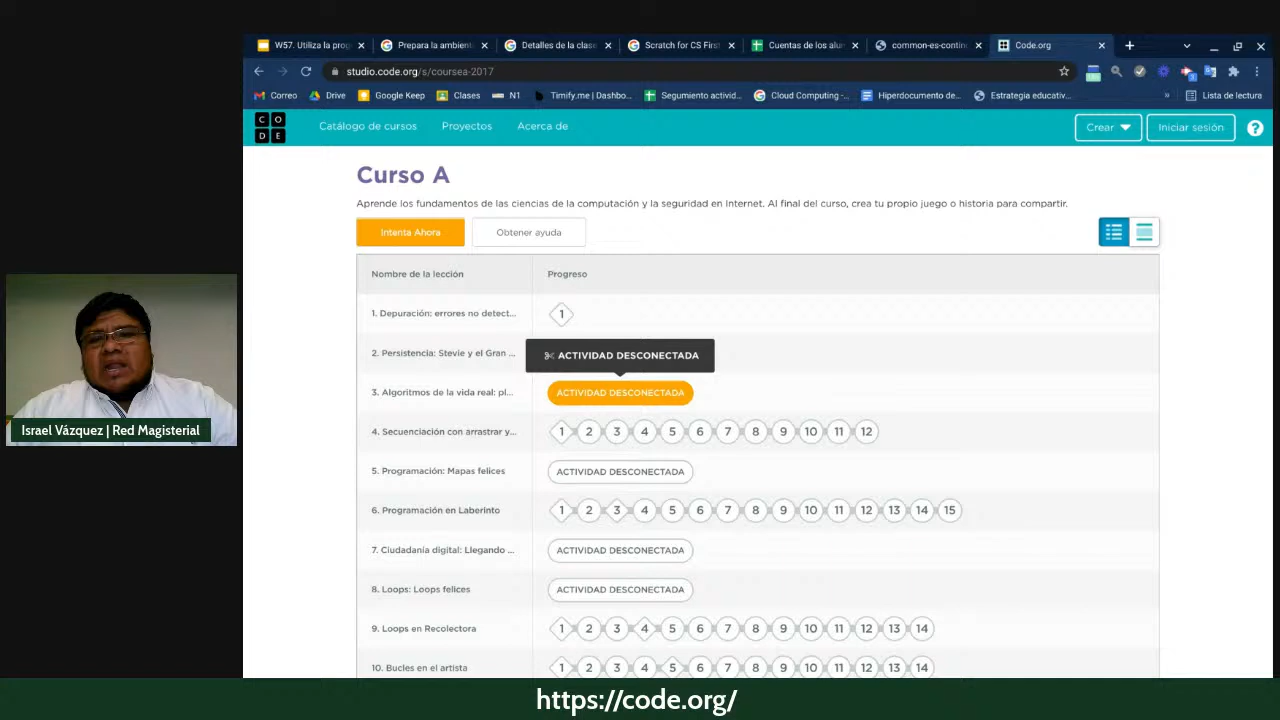 W57. Utiliza la prog
Prepara la ambient
Detalles de la clase
Scratch for CS First
Cuentas de los alun
common-es-contin
Code.org
studio.code.org/s/coursea-2017
Correo
Drive
Google Keep
Clases
N1
Timify.me | Dashbo...
Segumiento activid...
Cloud Computing -...
Hiperdocumento de...
Estrategia educativ...
»
Lista de lectura
CODE
Catálogo de cursos
Proyectos
Acerca de
Crear
Iniciar sesión
?
Curso A
Aprende los fundamentos de las ciencias de la computación y la seguridad en Internet. Al final del curso, crea tu propio juego o historia para compartir.
Intenta Ahora
Obtener ayuda
Nombre de la lección
Progreso
1. Depuración: errores no detect...
1
2. Persistencia: Stevie y el Gran ...
ACTIVIDAD DESCONECTADA
3. Algoritmos de la vida real: pl...
ACTIVIDAD DESCONECTADA
4. Secuenciación con arrastrar y...
1 2 3 4 5 6 7 8 9 10 11 12
5. Programación: Mapas felices
ACTIVIDAD DESCONECTADA
6. Programación en Laberinto
1 2 3 4 5 6 7 8 9 10 11 12 13 14 15
7. Ciudadanía digital: Llegando ...
ACTIVIDAD DESCONECTADA
8. Loops: Loops felices
ACTIVIDAD DESCONECTADA
9. Loops en Recolectora
1 2 3 4 5 6 7 8 9 10 11 12 13 14
10. Bucles en el artista
1 2 3 4 5 6 7 8 9 10 11 12 13 14
Israel Vázquez | Red Magisterial
https://code.org/